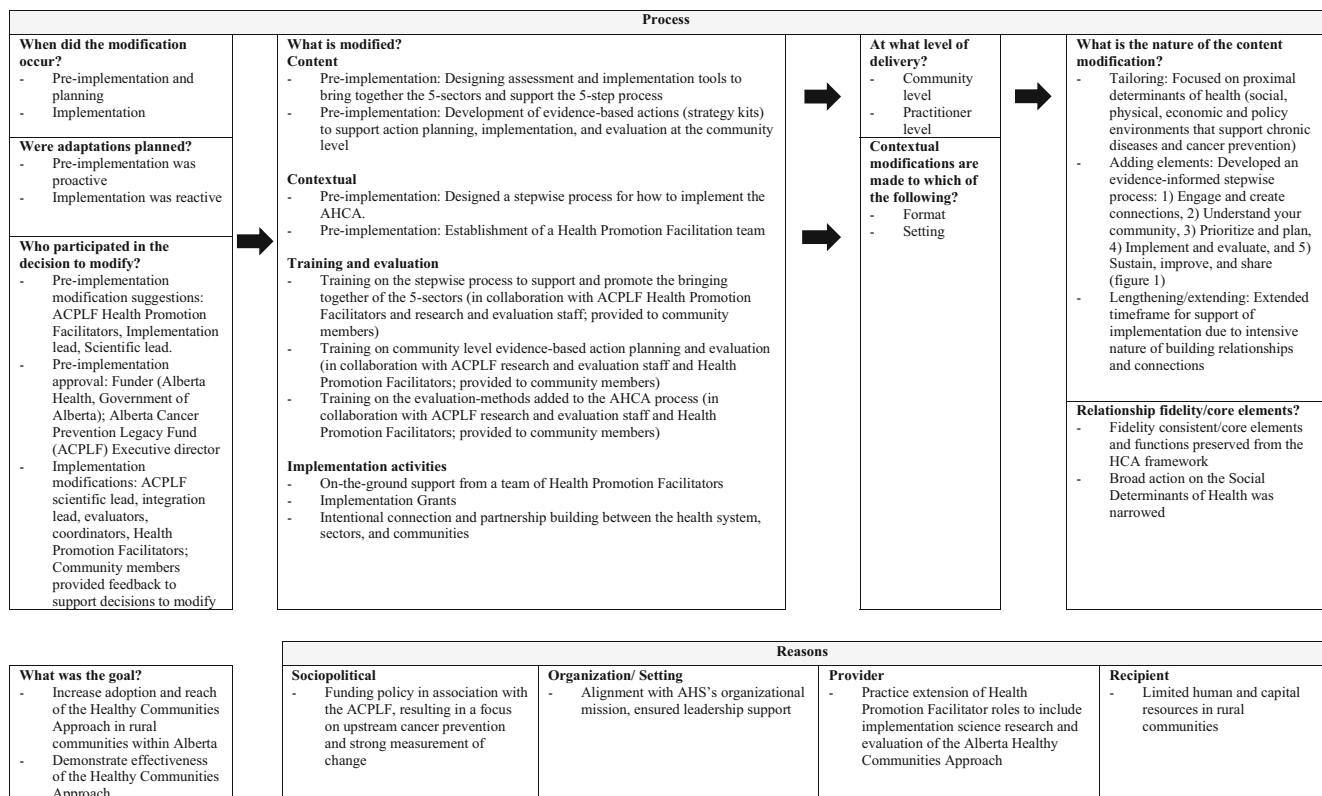 Process
When did the modification
occur?
- Pre-implementation and
planning
- Implementation
Were adaptations planned?
- Pre-implementation was
proactive
- Implementation was reactive
Who participated in the
decision to modify?
- Pre-implementation
modification suggestions:
ACPLF Health Promotion
Facilitators, Implementation
lead, Scientific lead.
- Pre-implementation
approval: Funder (Alberta
Health, Government of
Alberta); Alberta Cancer
Prevention Legacy Fund
(ACPLF) Executive director
- Implementation
modifications: ACPLF
scientific lead, integration
lead, evaluators,
coordinators, Health
Promotion Facilitators;
Community members
provided feedback to
support decisions to modify
What is modified?
Content
- Pre-implementation: Designing assessment and implementation tools to
bring together the 5-sectors and support the 5-step process
- Pre-implementation: Development of evidence-based actions (strategy kits)
to support action planning, implementation, and evaluation at the community
level
Contextual
- Pre-implementation: Designed a stepwise process for how to implement the
AHCA.
- Pre-implementation: Establishment of a Health Promotion Facilitation team
Training and evaluation
- Training on the stepwise process to support and promote the bringing
together of the 5-sectors (in collaboration with ACPLF Health Promotion
Facilitators and research and evaluation staff; provided to community
members)
- Training on community level evidence-based action planning and evaluation
(in collaboration with ACPLF research and evaluation staff and Health
Promotion Facilitators; provided to community members)
- Training on the evaluation-methods added to the AHCA process (in
collaboration with ACPLF research and evaluation staff and Health
Promotion Facilitators; provided to community members)
Implementation activities
- On-the-ground support from a team of Health Promotion Facilitators
- Implementation Grants
- Intentional connection and partnership building between the health system,
sectors, and communities
At what level of
delivery?
- Community
level
- Practitioner
level
Contextual
modifications are
made to which of
the following?
- Format
- Setting
What is the nature of the content
modification?
- Tailoring: Focused on proximal
determinants of health (social,
physical, economic and policy
environments that support chronic
diseases and cancer prevention)
- Adding elements: Developed an
evidence-informed stepwise
process: 1) Engage and create
connections, 2) Understand your
community, 3) Prioritize and plan,
4) Implement and evaluate, and 5)
Sustain, improve, and share
(figure 1)
- Lengthening/extending: Extended
timeframe for support of
implementation due to intensive
nature of building relationships
and connections
Relationship fidelity/core elements?
- Fidelity consistent/core elements
and functions preserved from the
HCA framework
- Broad action on the Social
Determinants of Health was
narrowed
What was the goal?
- Increase adoption and reach
of the Healthy Communities
Approach in rural
communities within Alberta
- Demonstrate effectiveness
of the Healthy Communities
Approach
Reasons
Sociopolitical
- Funding policy in association with
the ACPLF, resulting in a focus
on upstream cancer prevention
and strong measurement of
change
Organization/ Setting
- Alignment with AHS's organizational
mission, ensured leadership support
Provider
- Practice extension of Health
Promotion Facilitator roles to include
implementation science research and
evaluation of the Alberta Healthy
Communities Approach
Recipient
- Limited human and capital
resources in rural
communities